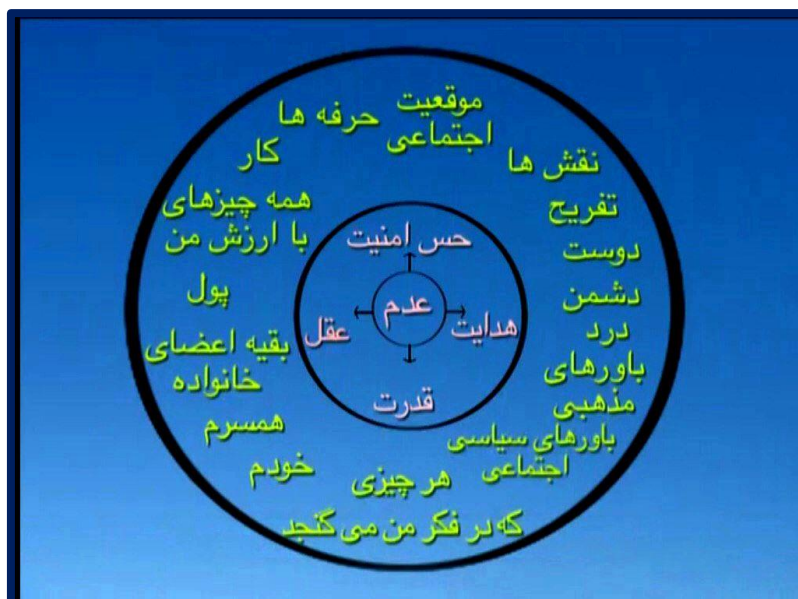 موقعیت
اجتماعی
حرفه ها
کار
همه چیزهای
با ارزش من
پول
بقیه اعضای
خانواده
همسرم
خودم
هر چیزی
که در فکر من می گنجد
باورهای سیاسی
اجتماعی
باورهای
مذهبی
درد
دشمن
دوست
تفریح
نقش ها
حس امنیت
عقل
عدم
هدایت
قدرت